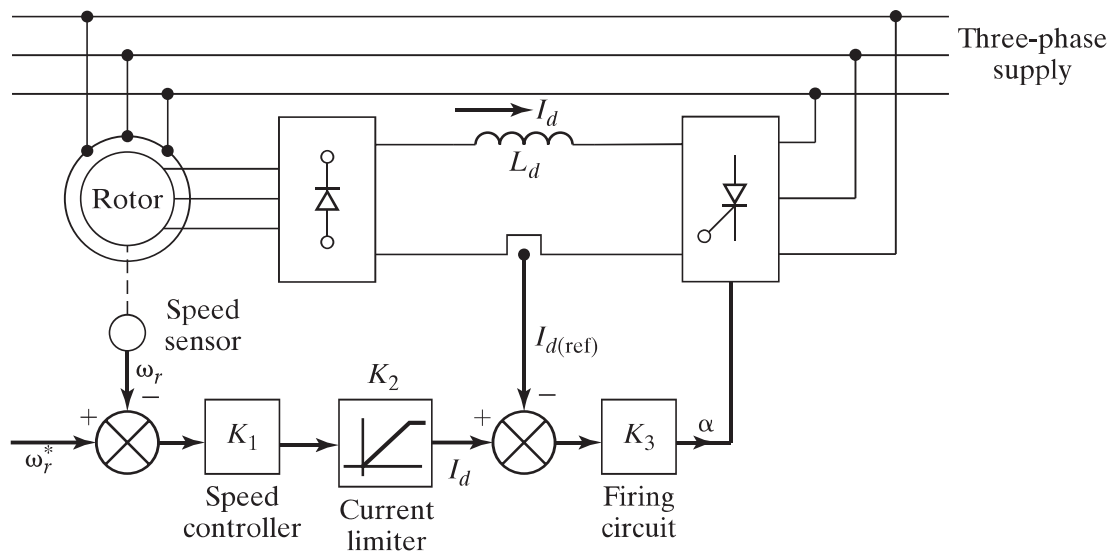 Three-phase
supply
I_d
L_d
Rotor
Speed
sensor
I_{d(ref)}
ω_r
−
K_2
−
+
+
K_1
K_3
α
ω_r^*
I_d
Speed
controller
Current
limiter
Firing
circuit